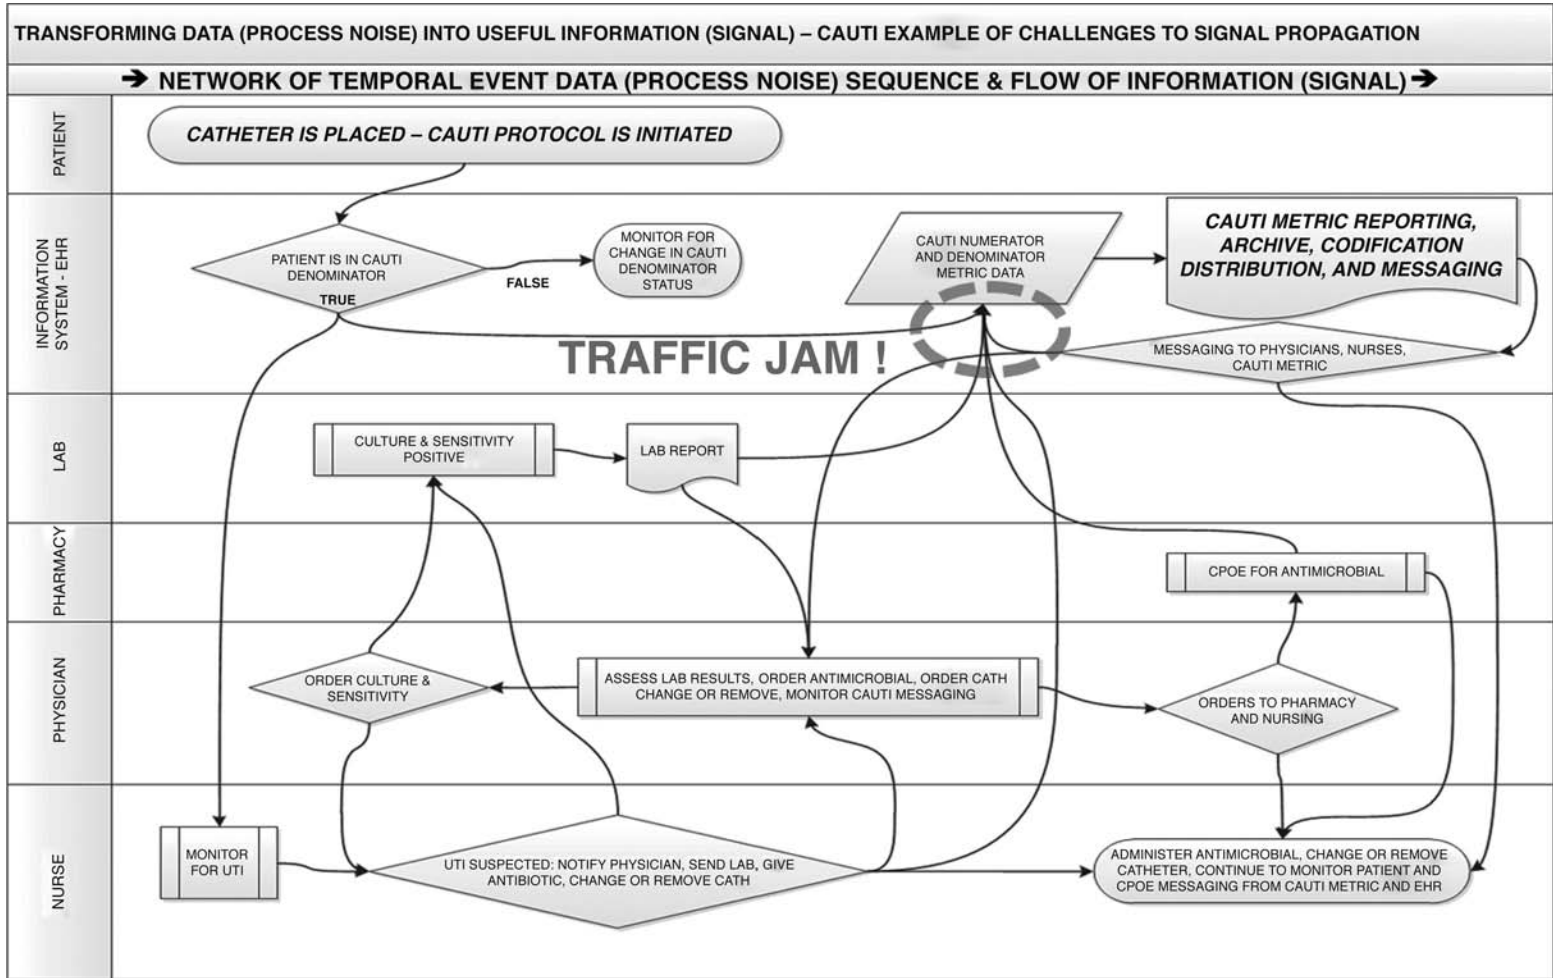 TRANSFORMING DATA (PROCESS NOISE) INTO USEFUL INFORMATION (SIGNAL) – CAUTI EXAMPLE OF CHALLENGES TO SIGNAL PROPAGATION
➔ NETWORK OF TEMPORAL EVENT DATA (PROCESS NOISE) SEQUENCE & FLOW OF INFORMATION (SIGNAL) ➔
PATIENT
CATHETER IS PLACED – CAUTI PROTOCOL IS INITIATED
INFORMATION
SYSTEM - EHR
PATIENT IS IN CAUTI
DENOMINATOR
TRUE
FALSE
MONITOR FOR
CHANGE IN CAUTI
DENOMINATOR
STATUS
CAUTI NUMERATOR
AND DENOMINATOR
METRIC DATA
CAUTI METRIC REPORTING,
ARCHIVE, CODIFICATION
DISTRIBUTION, AND MESSAGING
TRAFFIC JAM !
MESSAGING TO PHYSICIANS, NURSES,
CAUTI METRIC
LAB
CULTURE & SENSITIVITY
POSITIVE
LAB REPORT
PHARMACY
CPOE FOR ANTIMICROBIAL
PHYSICIAN
ORDER CULTURE &
SENSITIVITY
ASSESS LAB RESULTS, ORDER ANTIMICROBIAL, ORDER CATH
CHANGE OR REMOVE, MONITOR CAUTI MESSAGING
ORDERS TO PHARMACY
AND NURSING
NURSE
MONITOR
FOR UTI
UTI SUSPECTED: NOTIFY PHYSICIAN, SEND LAB, GIVE
ANTIBIOTIC, CHANGE OR REMOVE CATH
ADMINISTER ANTIMICROBIAL, CHANGE OR REMOVE
CATHETER, CONTINUE TO MONITOR PATIENT AND
CPOE MESSAGING FROM CAUTI METRIC AND EHR